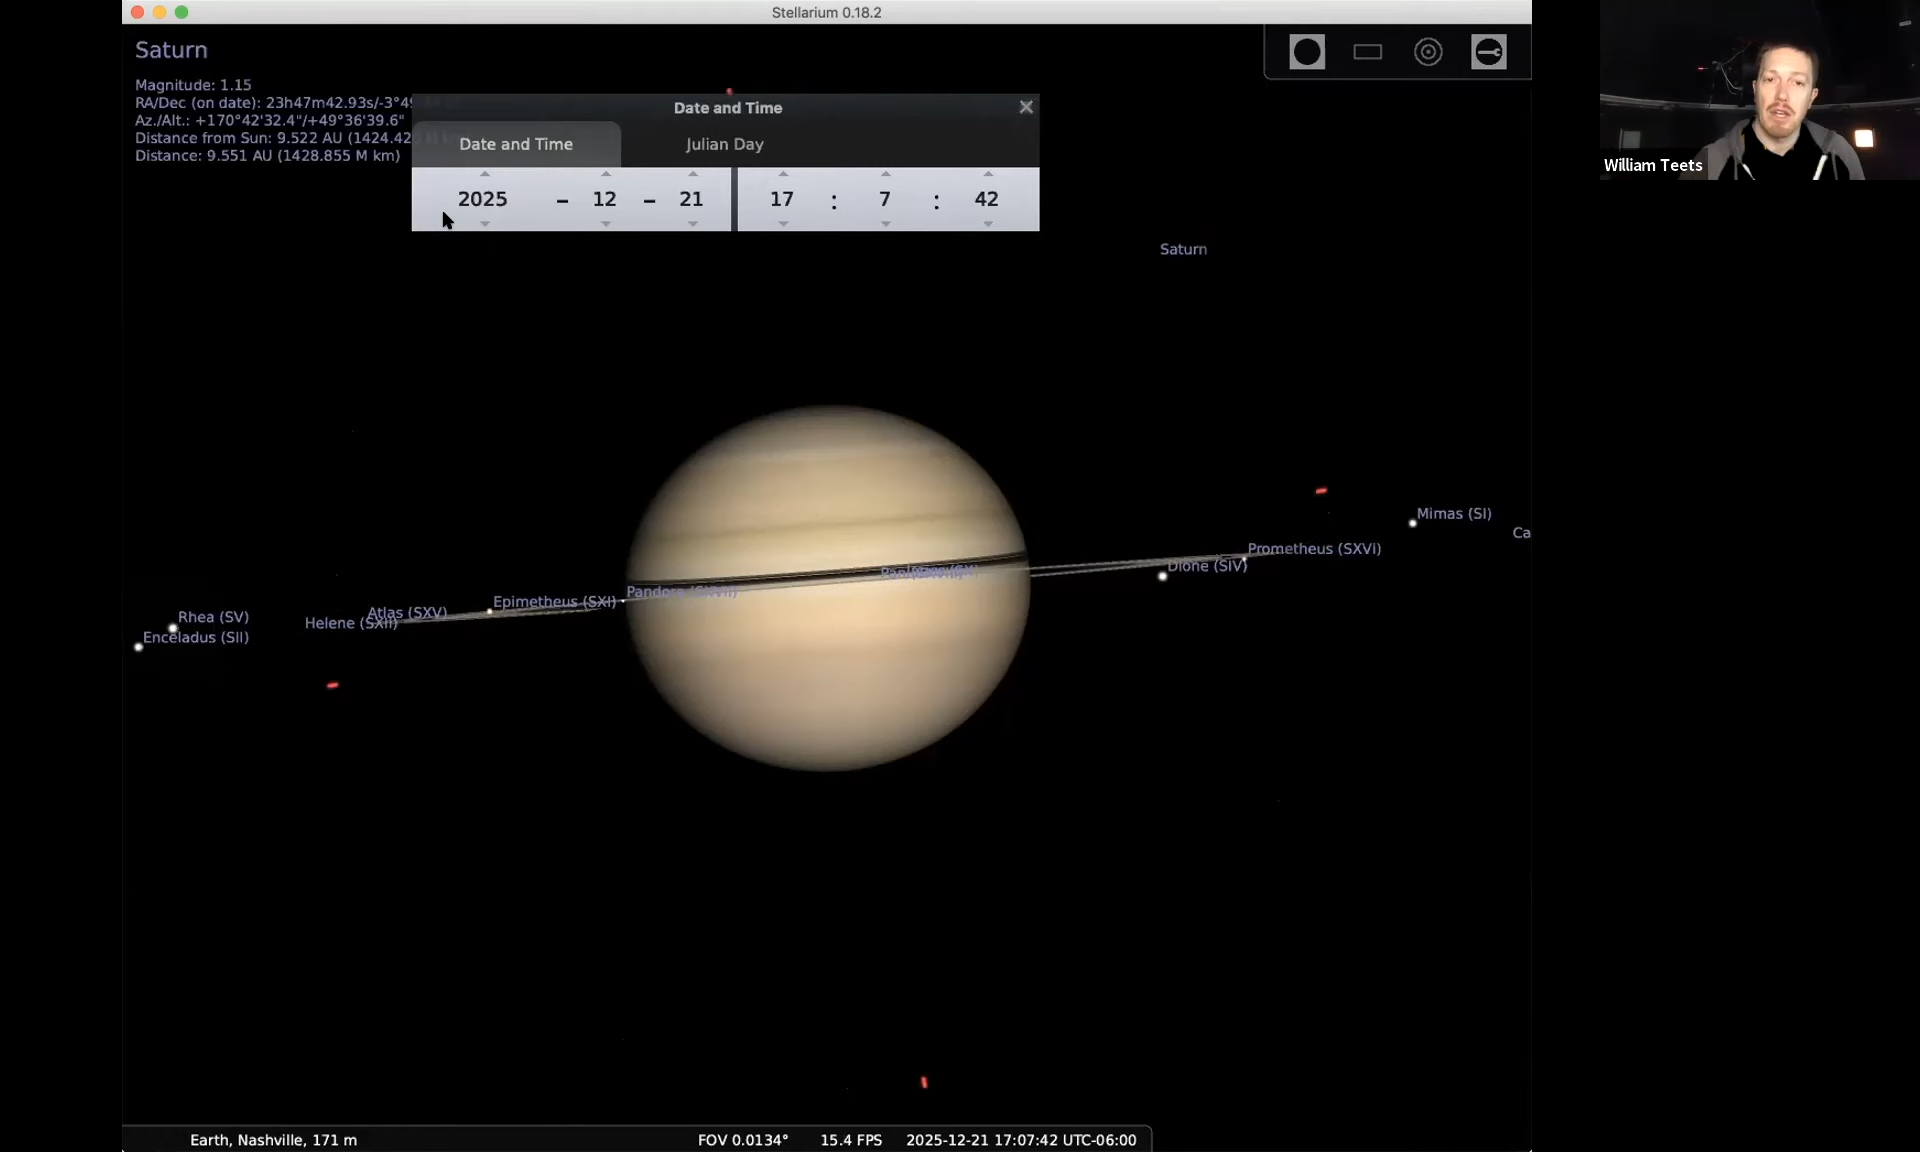 Stellarium 0.18.2
Saturn
Magnitude: 1.15
RA/Dec (on date): 23h47m42.93s/-3°49
Az./Alt.: +170°42'32.4"/+49°36'39.6"
Distance from Sun: 9.522 AU (1424.42
Distance: 9.551 AU (1428.855 M km)
Date and Time
Date and Time Julian Day
2025 - 12 - 21 17 : 7 : 42
William Teets
Saturn
Mimas (SI)
Ca
Prometheus (SXVI)
Dione (SIV)
Pandora
Epimetheus (SXI)
Atlas (SXV)
Helene (SXII)
Rhea (SV)
Enceladus (SII)
Earth, Nashville, 171 m FOV 0.0134° 15.4 FPS 2025-12-21 17:07:42 UTC-06:00